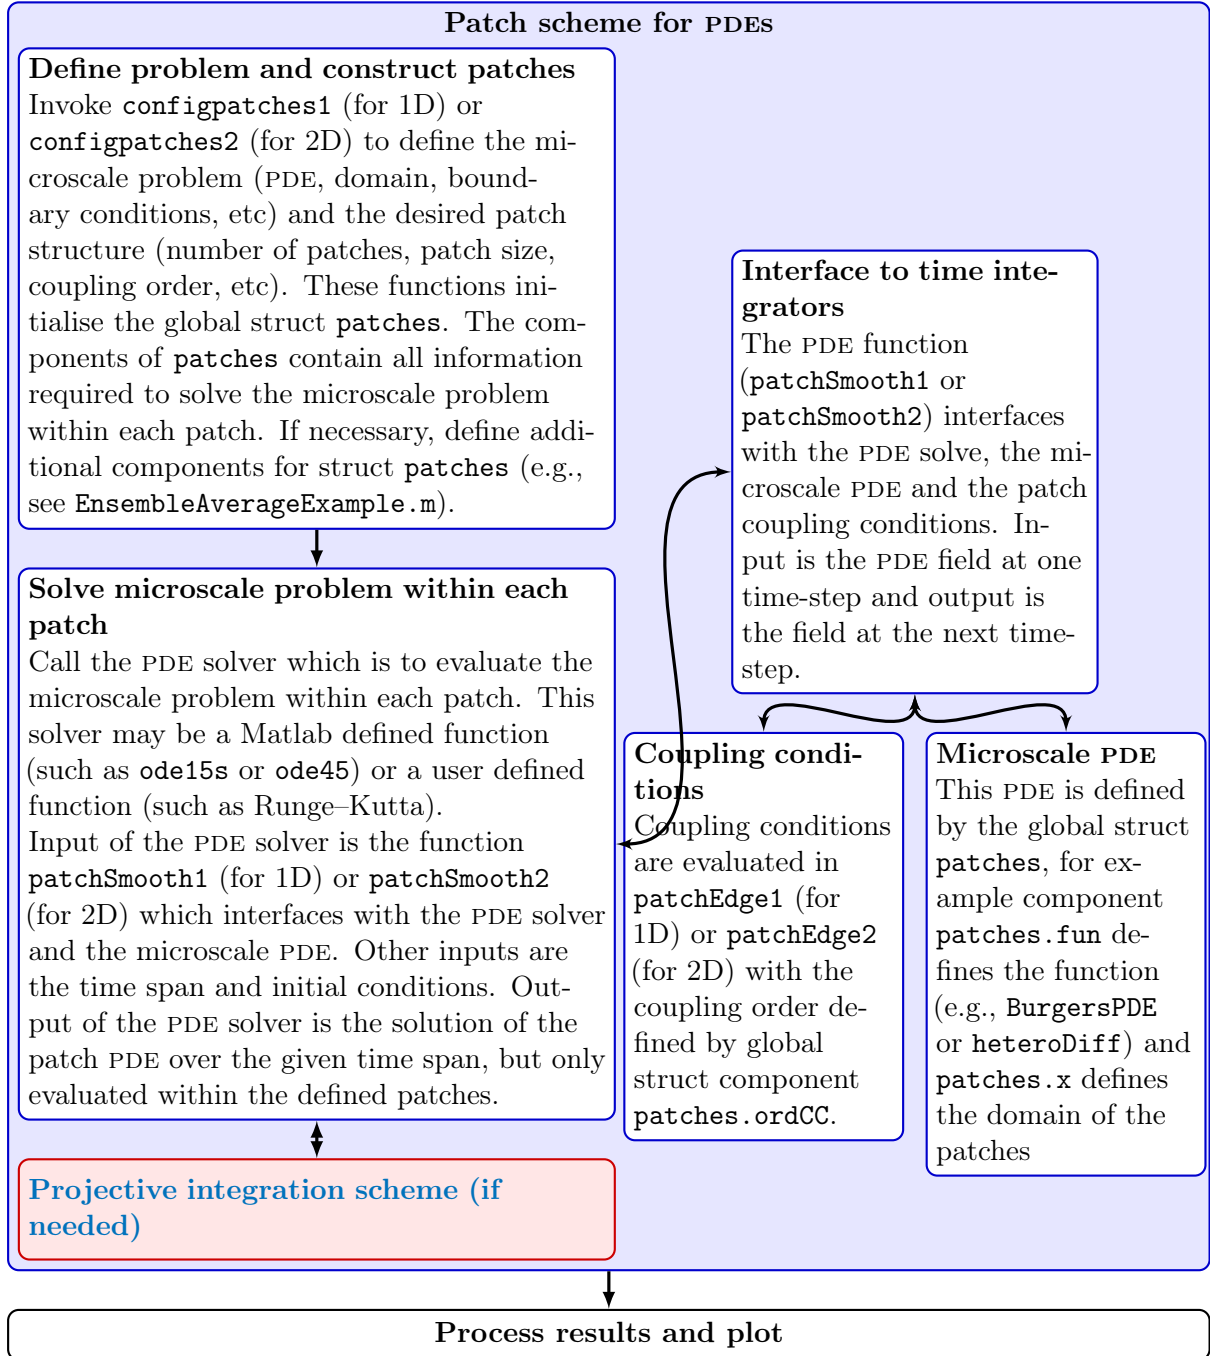 Patch scheme for PDEs
Define problem and construct patches
Invoke configpatches1 (for 1D) or
configpatches2 (for 2D) to define the mi-
croscale problem (PDE, domain, bound-
ary conditions, etc) and the desired patch
structure (number of patches, patch size,
coupling order, etc). These functions ini-
tialise the global struct patches. The com-
ponents of patches contain all information
required to solve the microscale problem
within each patch. If necessary, define addi-
tional components for struct patches (e.g.,
see EnsembleAverageExample.m).
Solve microscale problem within each
patch
Call the PDE solver which is to evaluate the
microscale problem within each patch. This
solver may be a Matlab defined function
(such as ode15s or ode45) or a user defined
function (such as Runge–Kutta).
Input of the PDE solver is the function
patchSmooth1 (for 1D) or patchSmooth2
(for 2D) which interfaces with the PDE solver
and the microscale PDE. Other inputs are
the time span and initial conditions. Out-
put of the PDE solver is the solution of the
patch PDE over the given time span, but only
evaluated within the defined patches.
Projective integration scheme (if
needed)
Interface to time inte-
grators
The PDE function
(patchSmooth1 or
patchSmooth2) interfaces
with the PDE solve, the mi-
croscale PDE and the patch
coupling conditions. In-
put is the PDE field at one
time-step and output is
the field at the next time-
step.
Coupling condi-
tions
Coupling conditions
are evaluated in
patchEdge1 (for
1D) or patchEdge2
(for 2D) with the
coupling order de-
fined by global
struct component
patches.ordCC.
Microscale PDE
This PDE is defined
by the global struct
patches, for ex-
ample component
patches.fun de-
fines the function
(e.g., BurgersPDE
or heteroDiff) and
patches.x defines
the domain of the
patches
Process results and plot